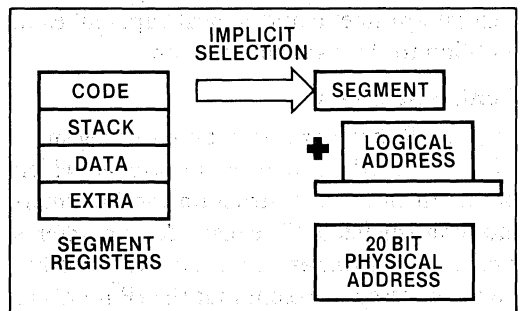 IMPLICIT
SELECTION
CODE
STACK
DATA
EXTRA
SEGMENT
REGISTERS
SEGMENT
+
LOGICAL
ADDRESS
20 BIT
PHYSICAL
ADDRESS